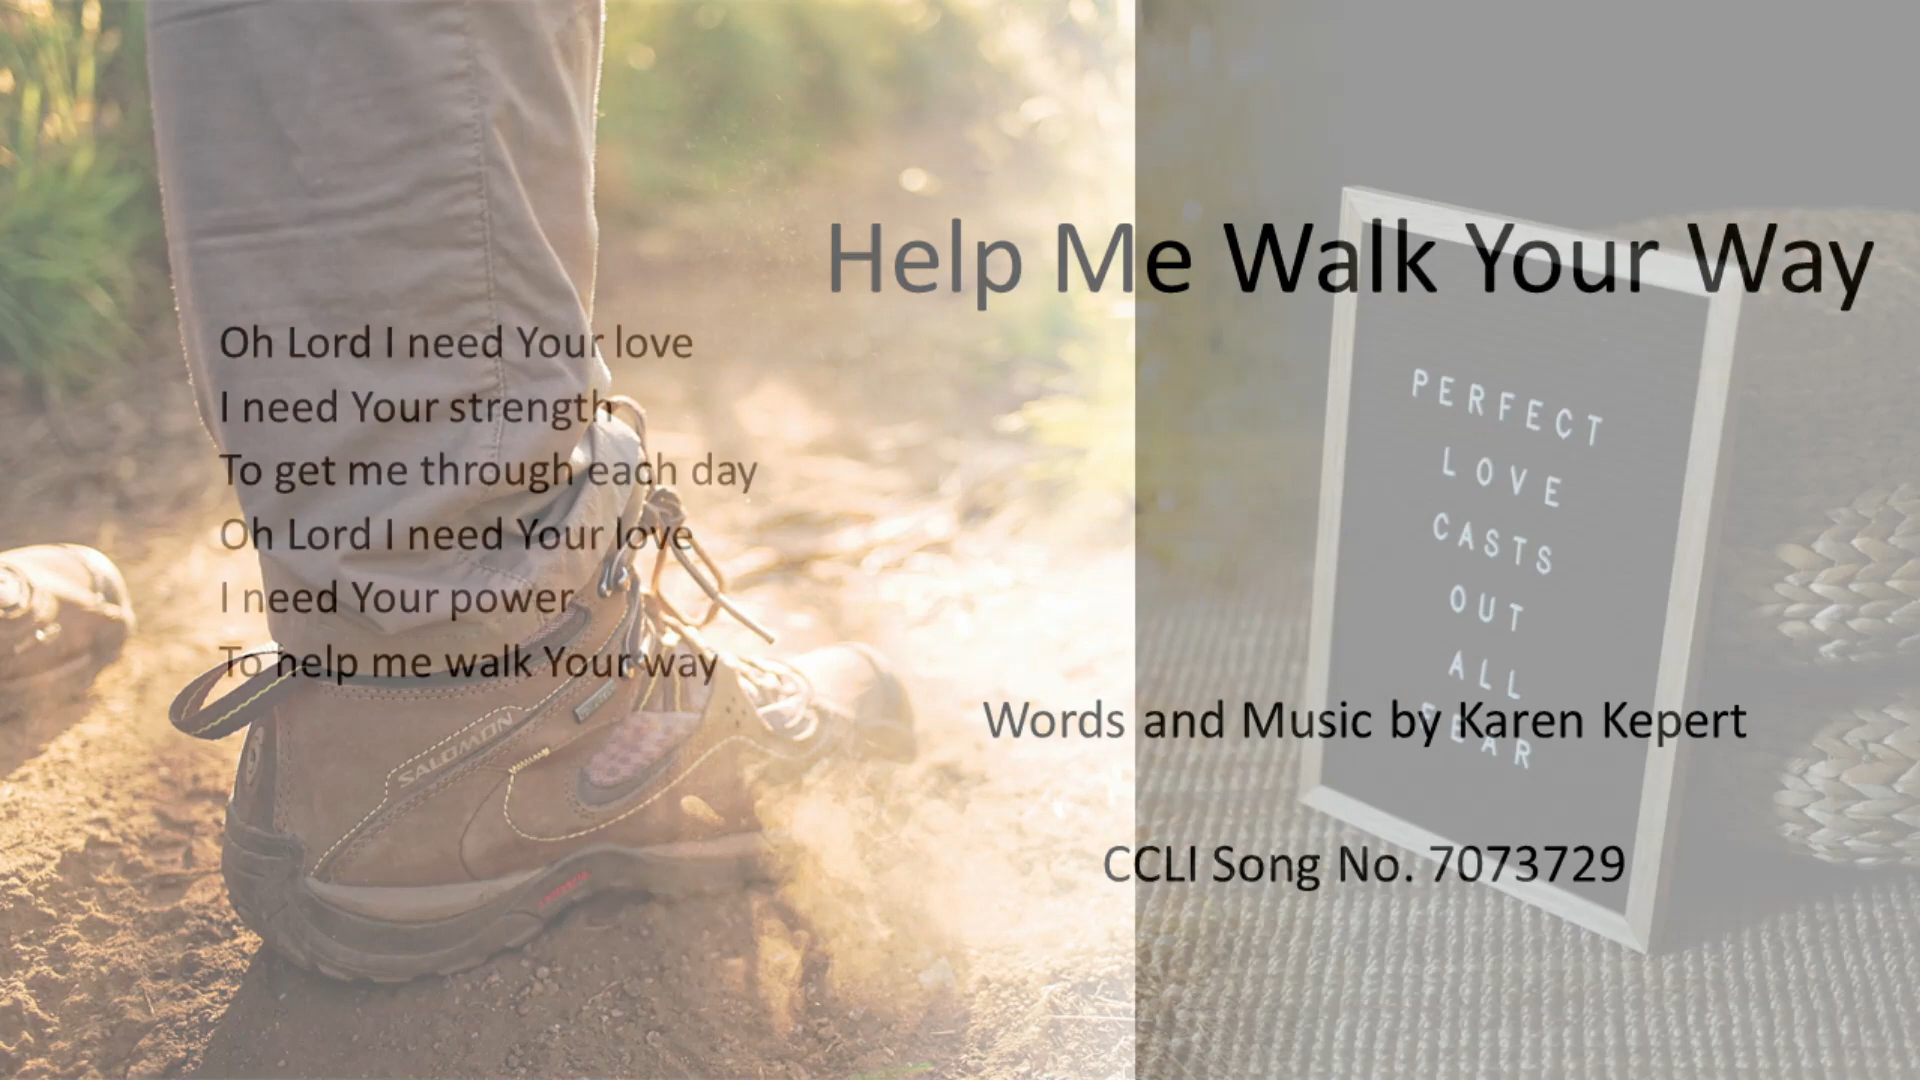 Help Me Walk Your Way
Oh Lord I need Your love
I need Your strength
To get me through each day
Oh Lord I need Your love
I need Your power
To help me walk Your way
PERFECT
LOVE
CASTS
OUT
ALL
FEAR
Words and Music by Karen Kepert
CCLI Song No. 7073729
SALOMON